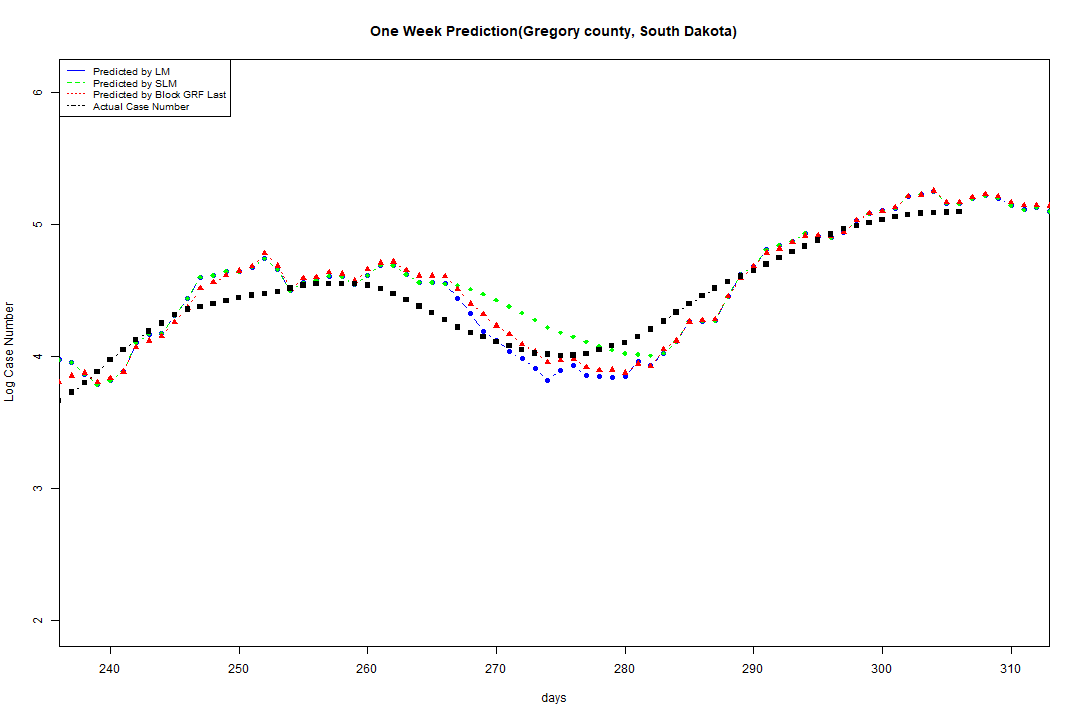 One Week Prediction(Gregory county, South Dakota)
Predicted by LM
Predicted by SLM
Predicted by Block GRF Last
Actual Case Number
6
5
4
3
2
Log Case Number
240 250 260 270 280 290 300 310
days